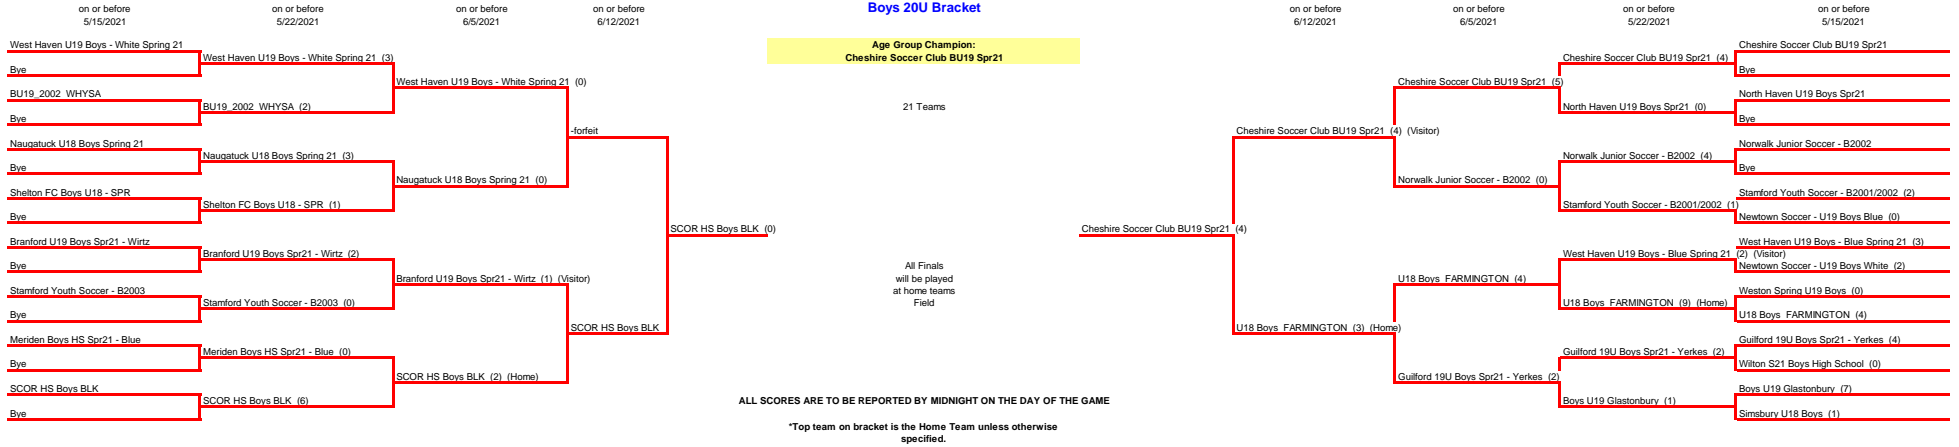 Boys 20U Bracket
on or before
5/15/2021
on or before
5/22/2021
on or before
6/5/2021
on or before
6/12/2021
on or before
6/12/2021
on or before
6/5/2021
on or before
5/22/2021
on or before
5/15/2021
West Haven U19 Boys - White Spring 21
Bye
BU19_2002 WHYSA
Bye
Naugatuck U18 Boys Spring 21
Bye
Shelton FC Boys U18 - SPR
Bye
Branford U19 Boys Spr21 - Wirtz
Bye
Stamford Youth Soccer - B2003
Bye
Meriden Boys HS Spr21 - Blue
Bye
SCOR HS Boys BLK
Bye
West Haven U19 Boys - White Spring 21 (3)
BU19_2002 WHYSA (2)
Naugatuck U18 Boys Spring 21 (3)
Shelton FC Boys U18 - SPR (1)
Branford U19 Boys Spr21 - Wirtz (2)
Stamford Youth Soccer - B2003 (0)
Meriden Boys HS Spr21 - Blue (0)
SCOR HS Boys BLK (6)
West Haven U19 Boys - White Spring 21 (0)
Naugatuck U18 Boys Spring 21 (0)
Branford U19 Boys Spr21 - Wirtz (1) (Visitor)
SCOR HS Boys BLK (2) (Home)
-forfeit
SCOR HS Boys BLK
SCOR HS Boys BLK (0)
Age Group Champion:
Cheshire Soccer Club BU19 Spr21
21 Teams
All Finals
will be played
at home teams
Field
ALL SCORES ARE TO BE REPORTED BY MIDNIGHT ON THE DAY OF THE GAME
*Top team on bracket is the Home Team unless otherwise
specified.
Cheshire Soccer Club BU19 Spr21 (4)
Cheshire Soccer Club BU19 Spr21 (4) (Visitor)
U18 Boys FARMINGTON (3) (Home)
Cheshire Soccer Club BU19 Spr21 (5)
Norwalk Junior Soccer - B2002 (0)
U18 Boys FARMINGTON (4)
Guilford 19U Boys Spr21 - Yerkes (2)
Cheshire Soccer Club BU19 Spr21 (4)
North Haven U19 Boys Spr21 (0)
Norwalk Junior Soccer - B2002 (4)
Stamford Youth Soccer - B2001/2002 (1)
West Haven U19 Boys - Blue Spring 21 (2) (Visitor)
U18 Boys FARMINGTON (9) (Home)
Guilford 19U Boys Spr21 - Yerkes (2)
Boys U19 Glastonbury (1)
Cheshire Soccer Club BU19 Spr21
Bye
North Haven U19 Boys Spr21
Bye
Norwalk Junior Soccer - B2002
Bye
Stamford Youth Soccer - B2001/2002 (2)
Newtown Soccer - U19 Boys Blue (0)
West Haven U19 Boys - Blue Spring 21 (3)
Newtown Soccer - U19 Boys White (2)
Weston Spring U19 Boys (0)
U18 Boys FARMINGTON (4)
Guilford 19U Boys Spr21 - Yerkes (4)
Wilton S21 Boys High School (0)
Boys U19 Glastonbury (7)
Simsbury U18 Boys (1)